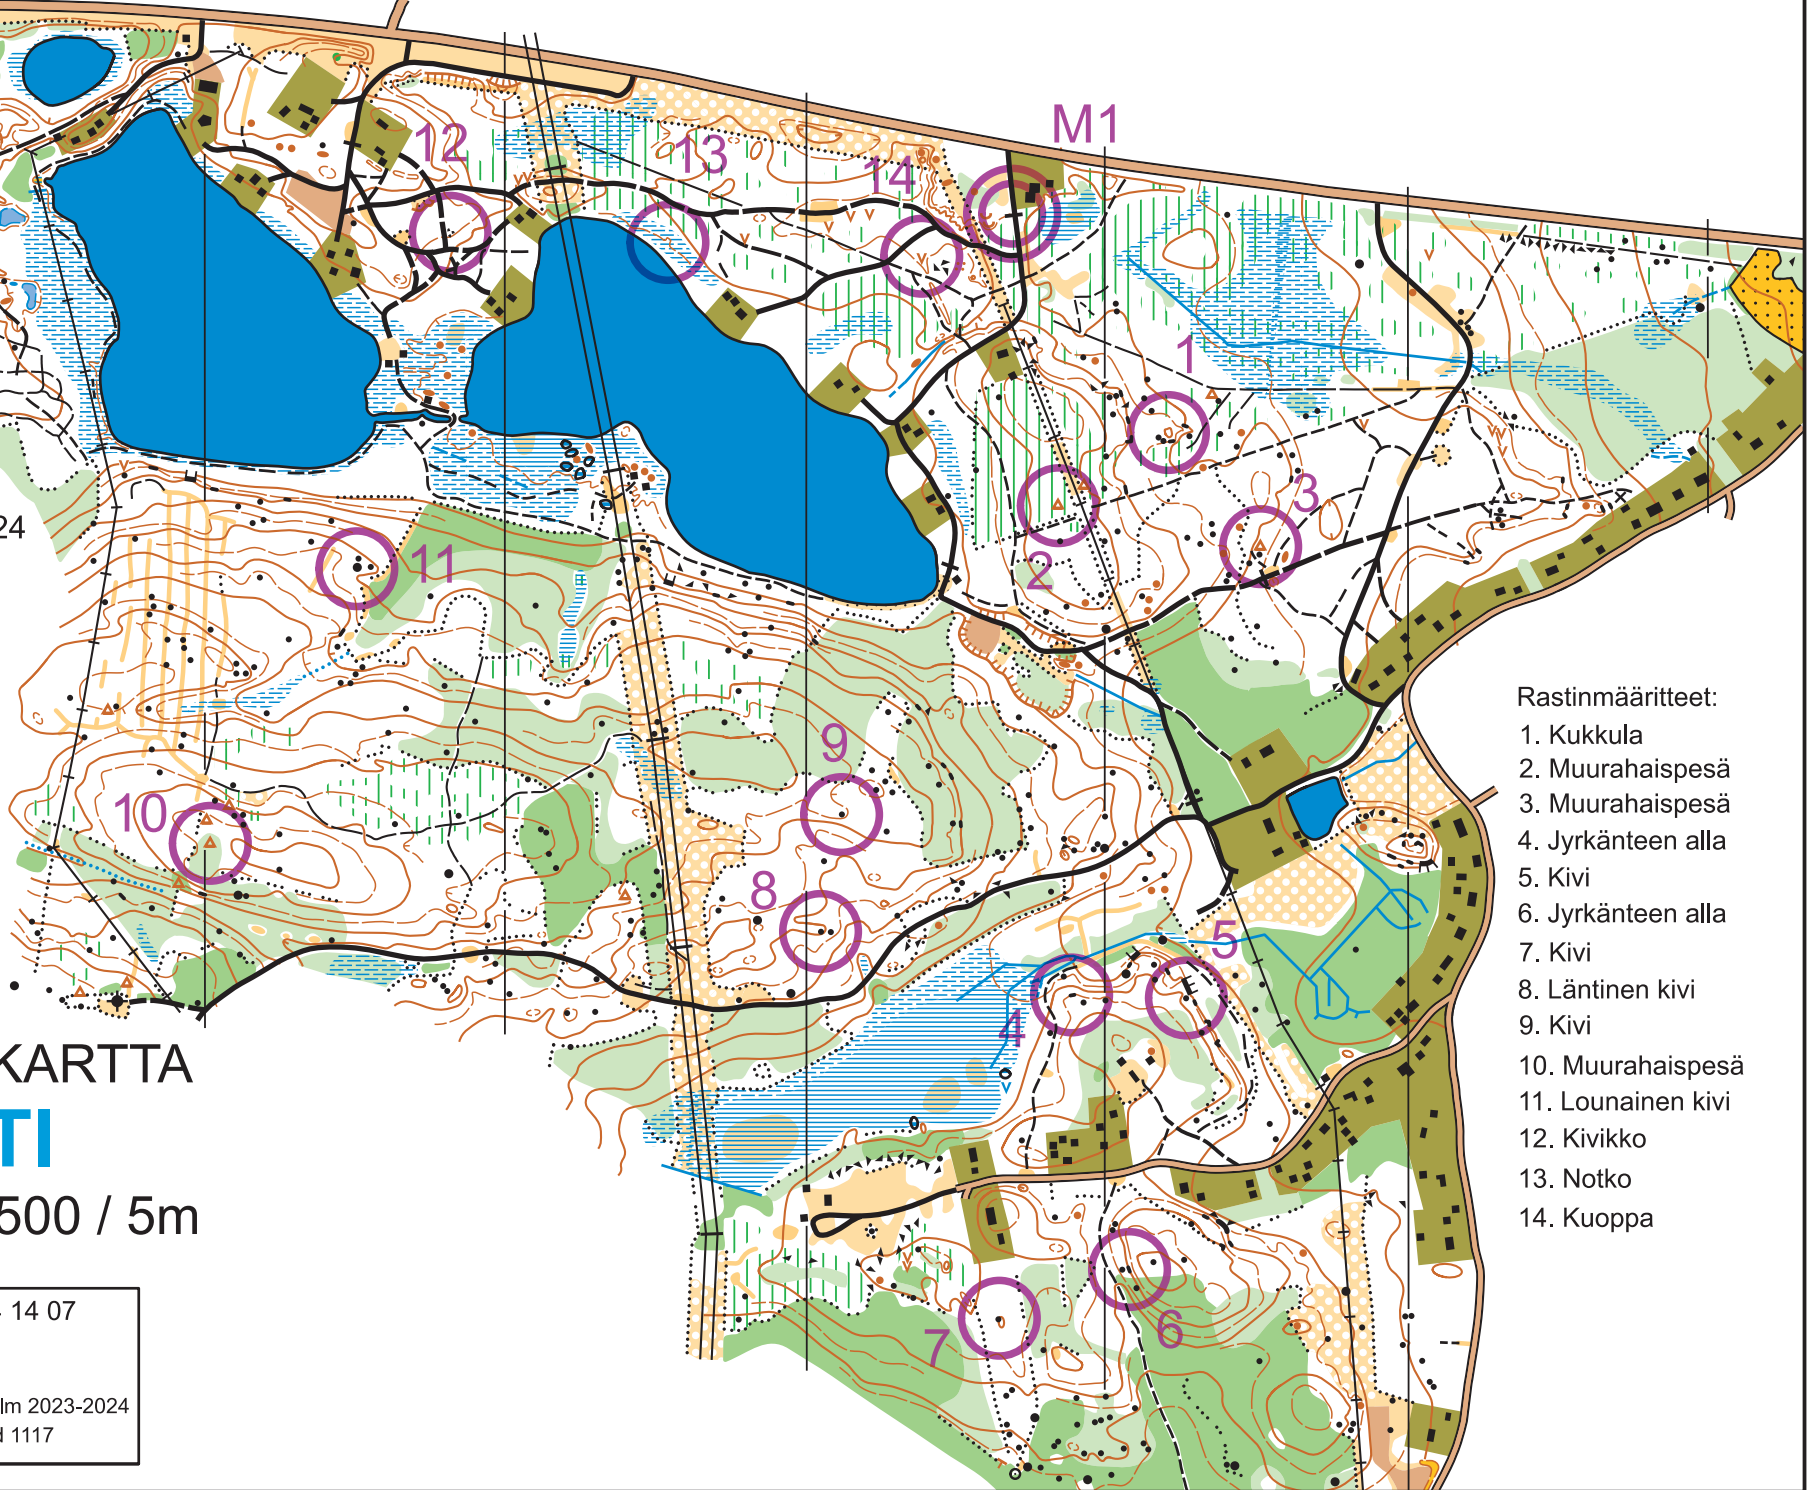 M1
12
13
14
1
3
2
11
24
9
10
8
5
4
6
7
Rastinmääritteet:
1. Kukkula
2. Muurahaispesä
3. Muurahaispesä
4. Jyrkänteen alla
5. Kivi
6. Jyrkänteen alla
7. Kivi
8. Läntinen kivi
9. Kivi
10. Muurahaispesä
11. Lounainen kivi
12. Kivikko
13. Notko
14. Kuoppa
KARTTA
TI
500 / 5m
14 07
lm 2023-2024
d 1117